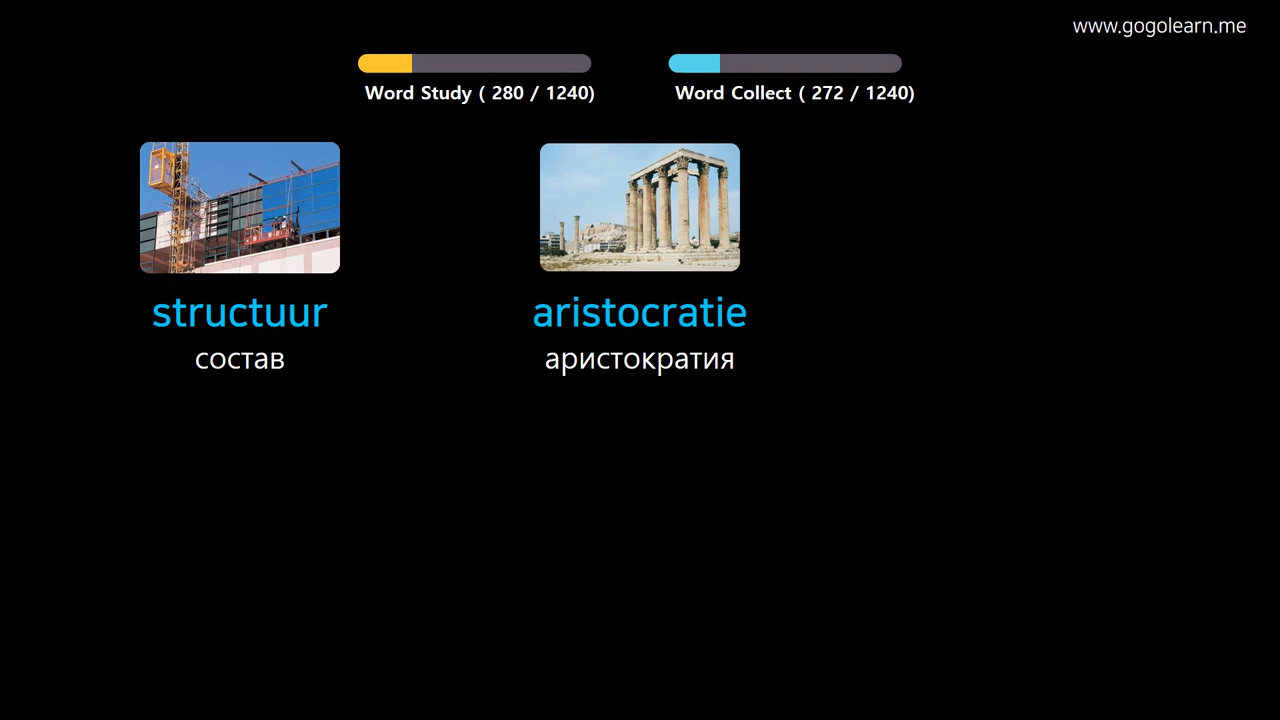 www.gogolearn.me
Word Study ( 280 / 1240)
Word Collect ( 272 / 1240)
structuur
состав
aristocratie
аристократия